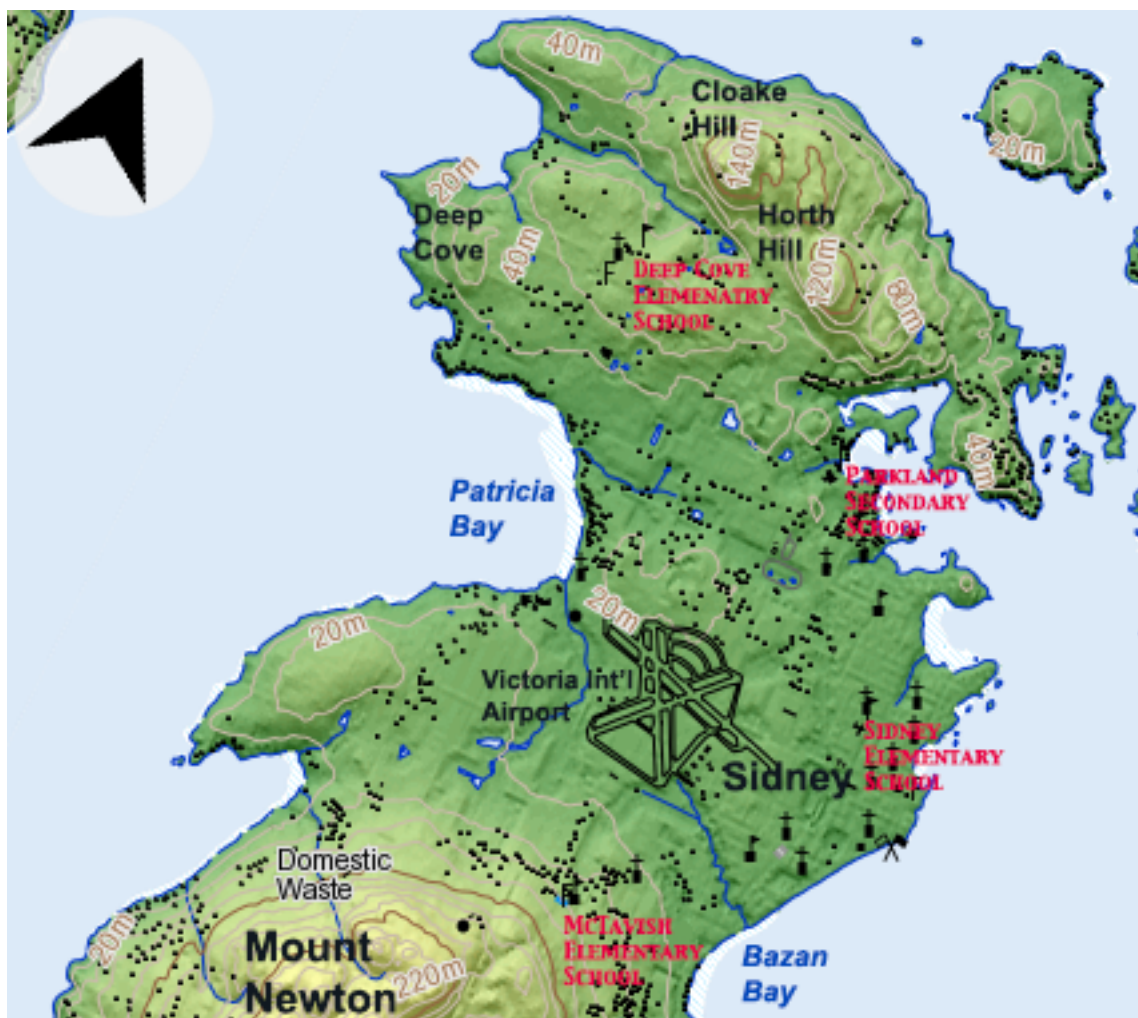 40m
Cloake
Hill
140m
20m
20m
Deep
Cove
40m
Horth
Hill
120m
80m
F
Deep Cove
Elemenatry
School
40m
Patricia
Bay
Parkland
Secondary
School
20m
20m
Victoria Int'l
Airport
Sidney
Sidney
Elementary
School
Domestic
Waste
20m
Mount
Newton
220m
McTavish
Elementary
School
Bazan
Bay